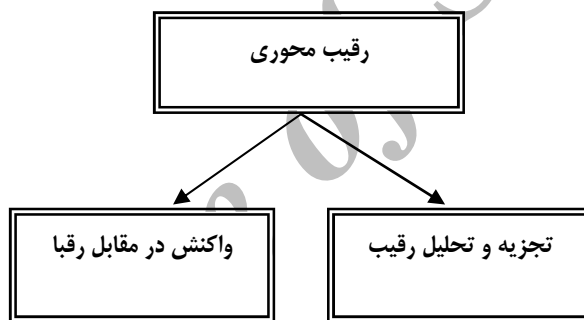 رقیب محوری
تجزیه و تحلیل رقیب
واکنش در مقابل رقبا